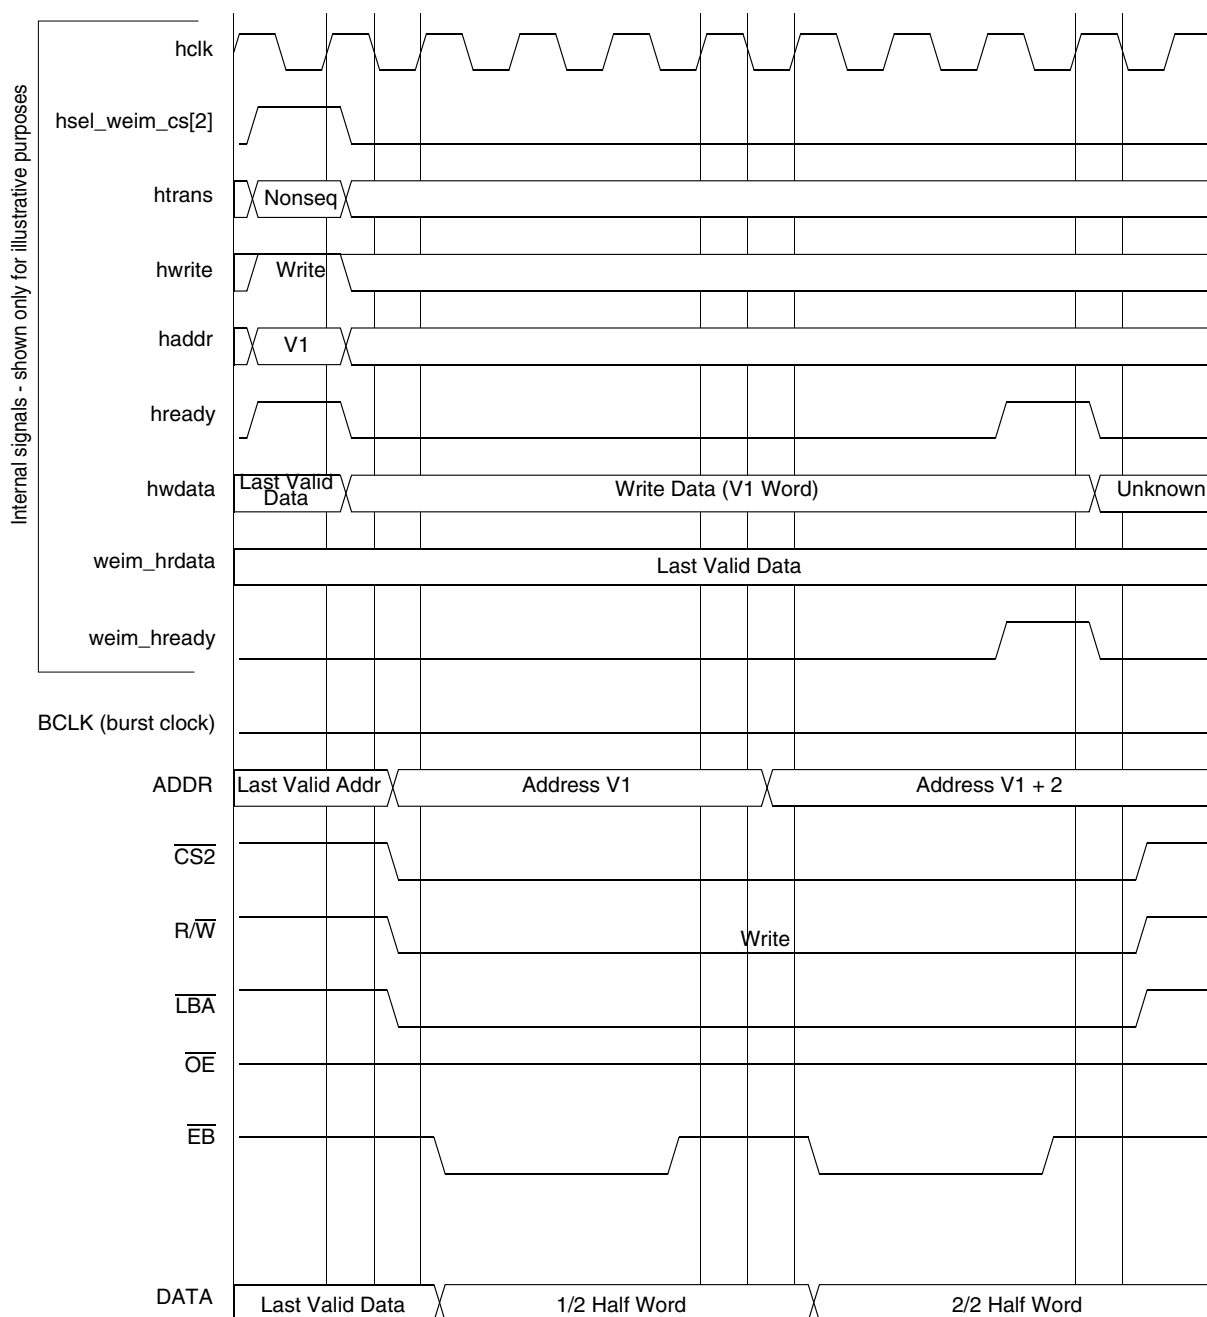 Internal signals - shown only for illustrative purposes
hclk
hsel_weim_cs[2]
htrans
Nonseq
hwrite
Write
haddr
V1
hready
hwdata
Last Valid
Data
Write Data (V1 Word)
Unknown
weim_hrdata
Last Valid Data
weim_hready
BCLK (burst clock)
ADDR
Last Valid Addr
Address V1
Address V1 + 2
CS2
R/W
Write
LBA
OE
EB
DATA
Last Valid Data
1/2 Half Word
2/2 Half Word